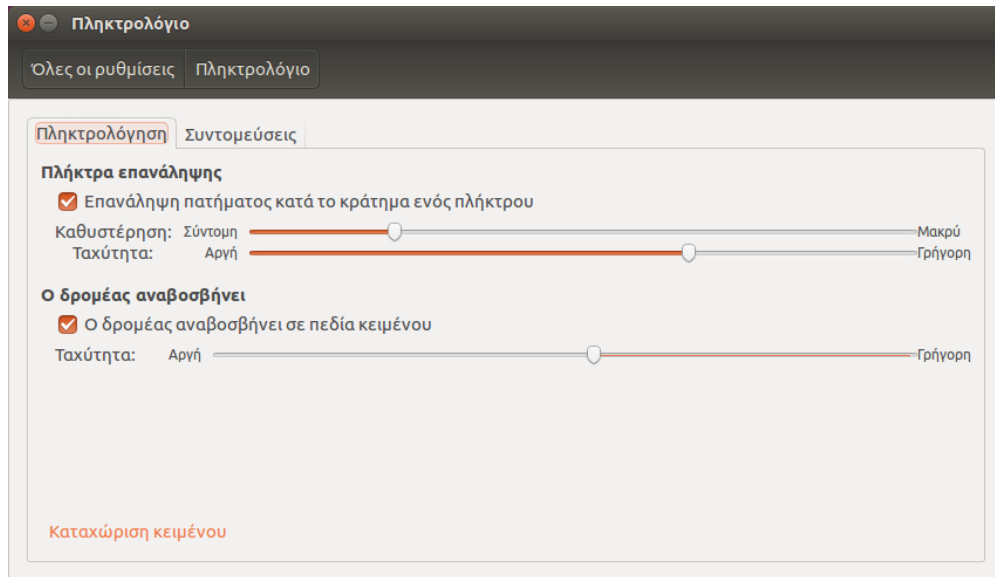 Πληκτρολόγιο
Όλες οι ρυθμίσεις Πληκτρολόγιο
Πληκτρολόγηση Συντομεύσεις
Πλήκτρα επανάληψης
Επανάληψη πατήματος κατά το κράτημα ενός πλήκτρου
Καθυστέρηση: Σύντομη Μακρύ
Ταχύτητα: Αργή Γρήγορη
Ο δρομέας αναβοσβήνει
Ο δρομέας αναβοσβήνει σε πεδία κειμένου
Ταχύτητα: Αργή Γρήγορη
Καταχώριση κειμένου